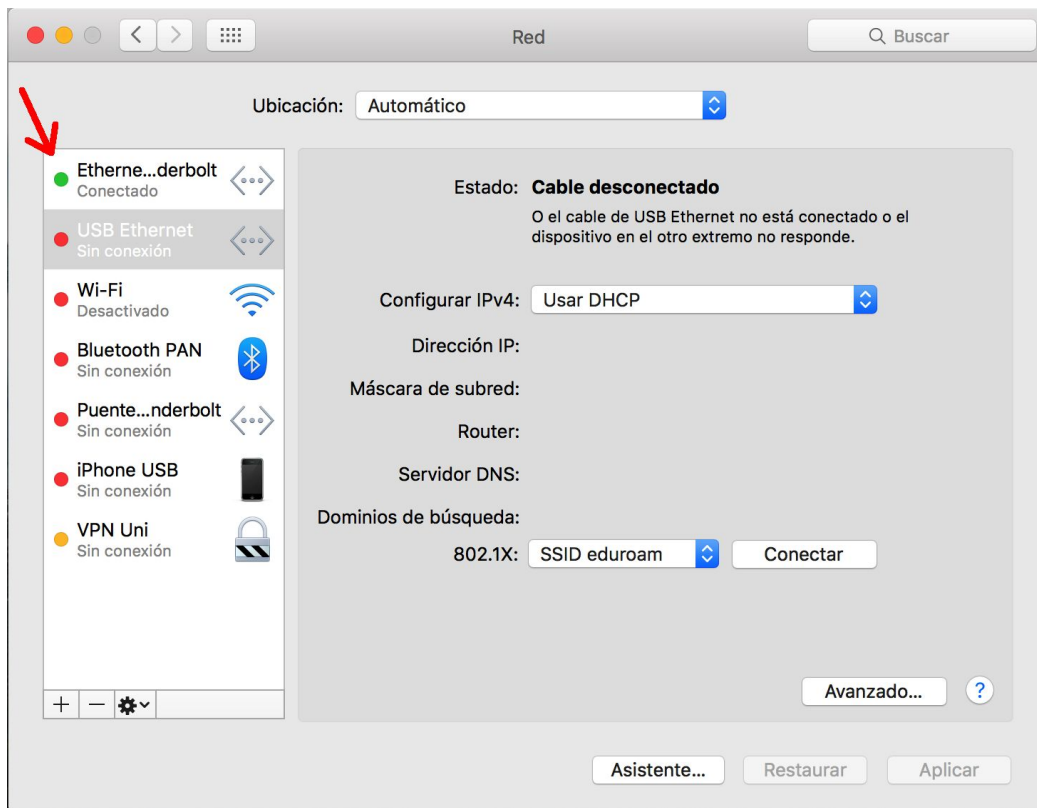 Red
Buscar
Ubicación: Automático
Etherne...derbolt
Conectado
USB Ethernet
Sin conexión
Wi-Fi
Desactivado
Bluetooth PAN
Sin conexión
Puente...nderbolt
Sin conexión
iPhone USB
Sin conexión
VPN Uni
Sin conexión
Estado: Cable desconectado
O el cable de USB Ethernet no está conectado o el
dispositivo en el otro extremo no responde.
Configurar IPv4: Usar DHCP
Dirección IP:
Máscara de subred:
Router:
Servidor DNS:
Dominios de búsqueda:
802.1X: SSID eduroam Conectar
Avanzado... ?
Asistente... Restaurar Aplicar